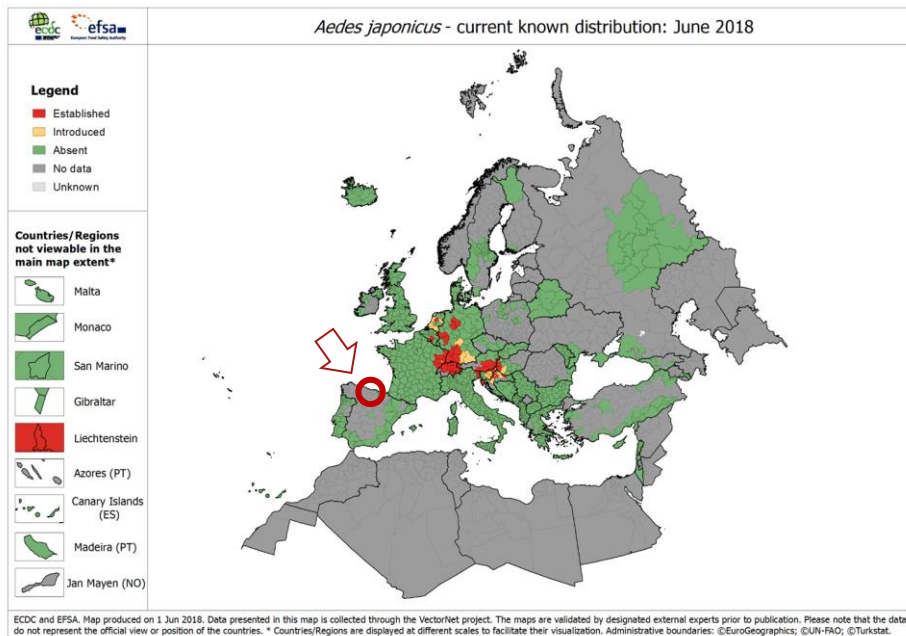 ecdc
efsa
European Food Safety Authority
Aedes japonicus - current known distribution: June 2018
Legend
Established
Introduced
Absent
No data
Unknown
Countries/Regions
not viewable in the
main map extent*
Malta
Monaco
San Marino
Gibraltar
Liechtenstein
Azores (PT)
Canary Islands
(ES)
Madeira (PT)
Jan Mayen (NO)
ECDC and EFSA. Map produced on 1 Jun 2018. Data presented in this map is collected through the VectorNet project. The maps are validated by designated external experts prior to publication. Please note that the data
do not represent the official view or position of the countries. * Countries/Regions are displayed at different scales to facilitate their visualization. Administrative boundaries: ©EuroGeographics; ©UN-FAO; ©Turkstat.